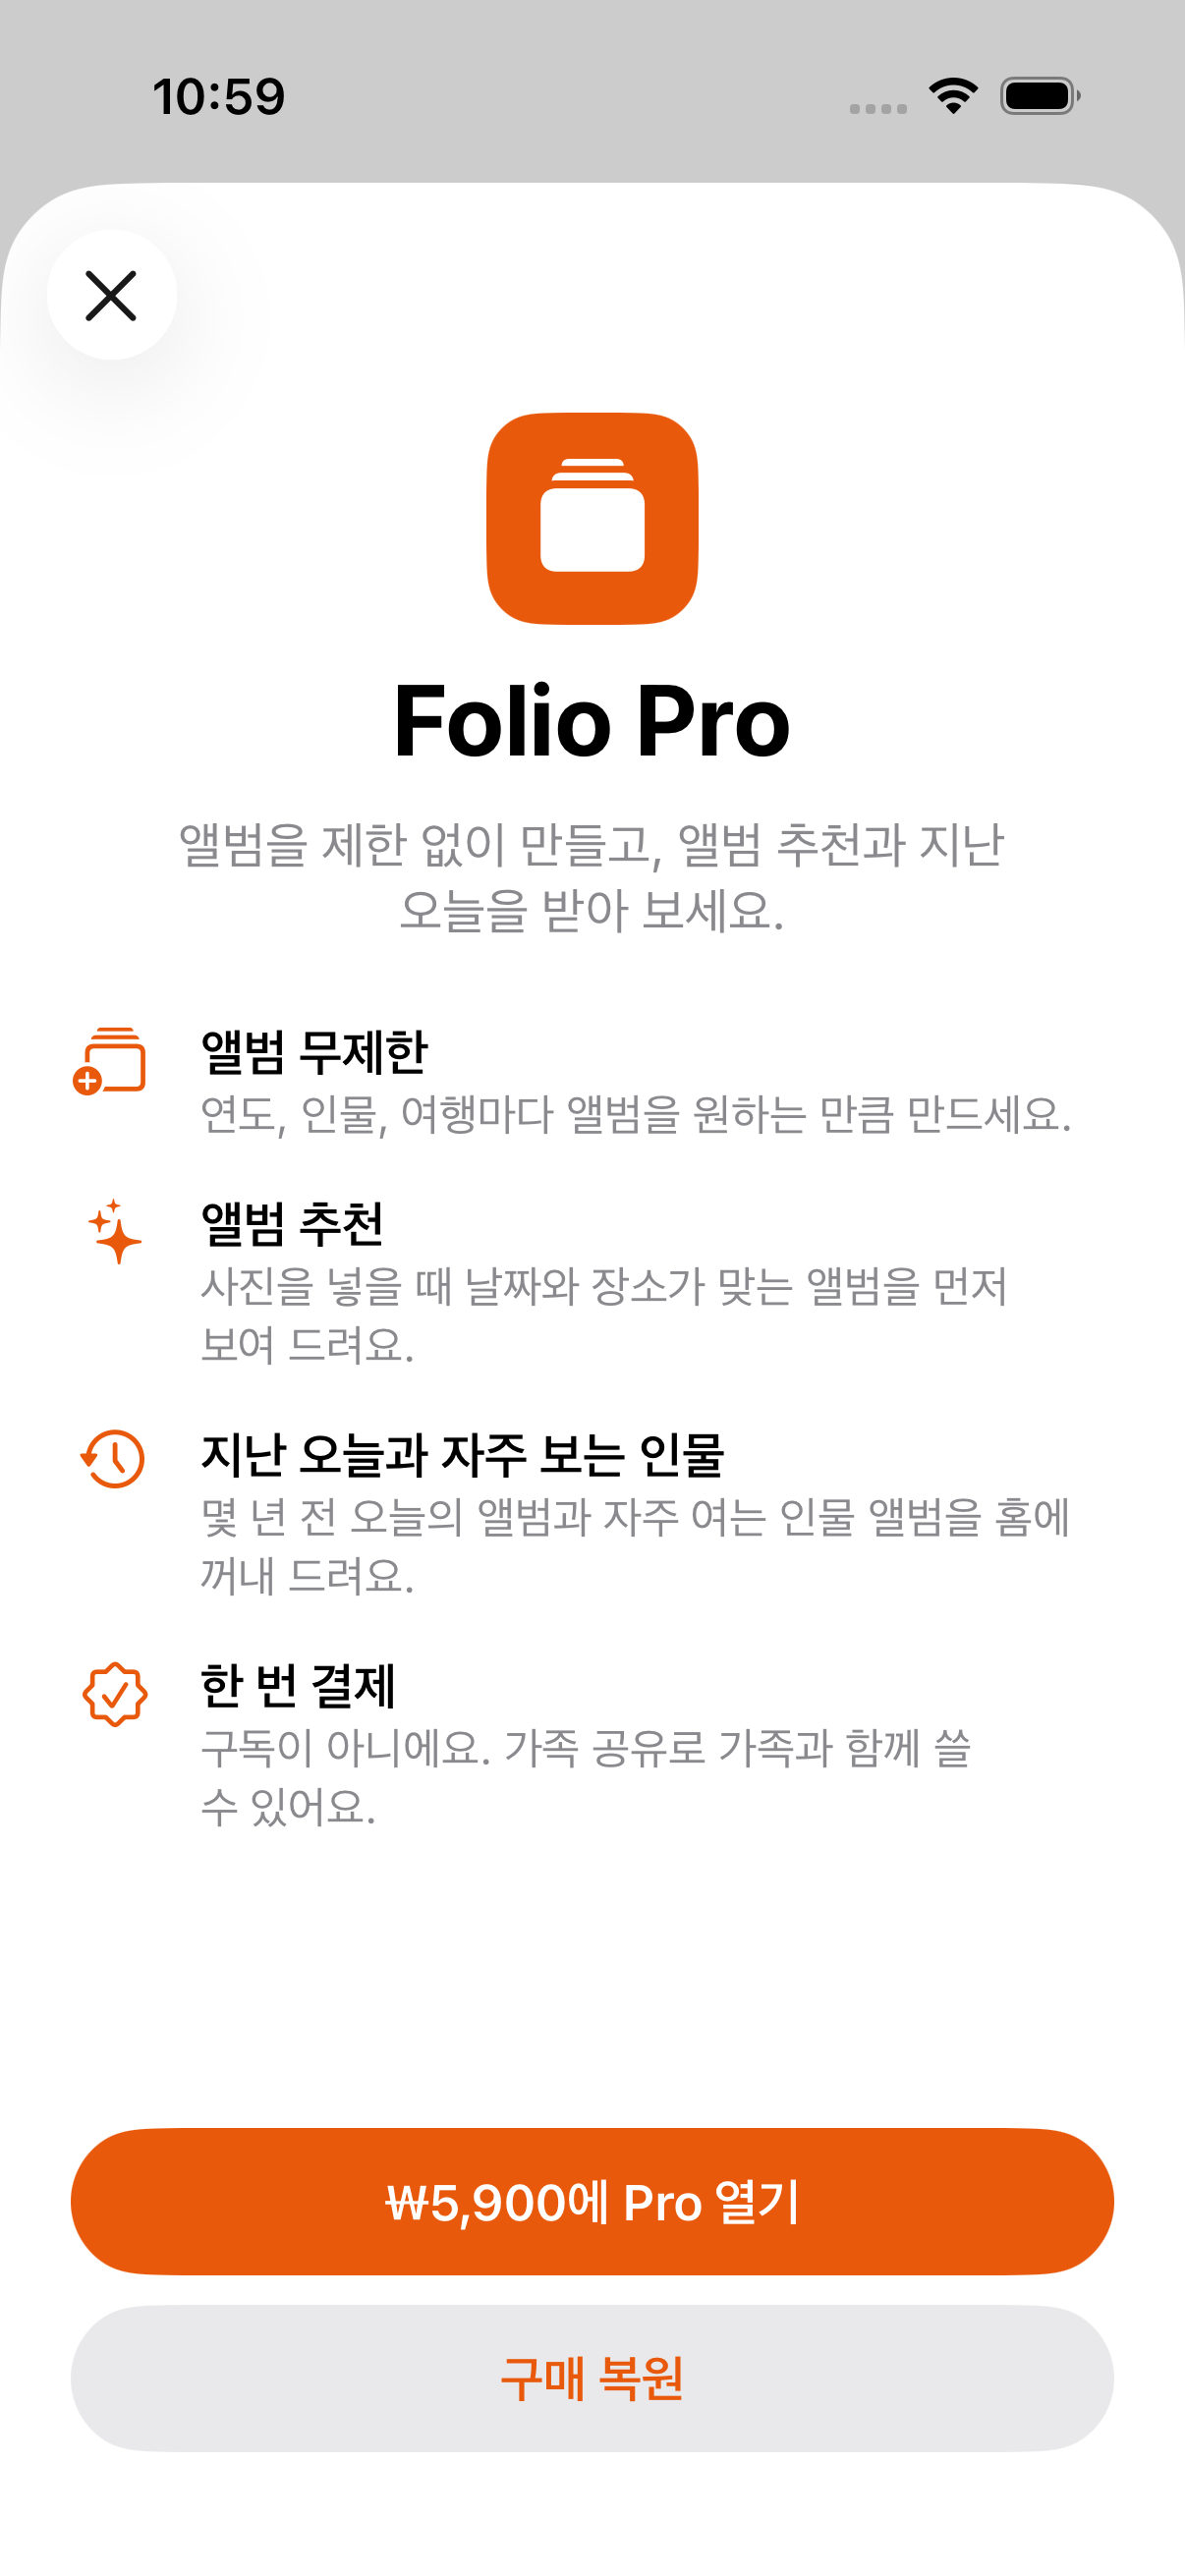 10:59
Folio Pro
앨범을 제한 없이 만들고, 앨범 추천과 지난
오늘을 받아 보세요.
앨범 무제한
연도, 인물, 여행마다 앨범을 원하는 만큼 만드세요.
앨범 추천
사진을 넣을 때 날짜와 장소가 맞는 앨범을 먼저
보여 드려요.
지난 오늘과 자주 보는 인물
몇 년 전 오늘의 앨범과 자주 여는 인물 앨범을 홈에
꺼내 드려요.
한 번 결제
구독이 아니에요. 가족 공유로 가족과 함께 쓸
수 있어요.
₩5,900에 Pro 열기
구매 복원